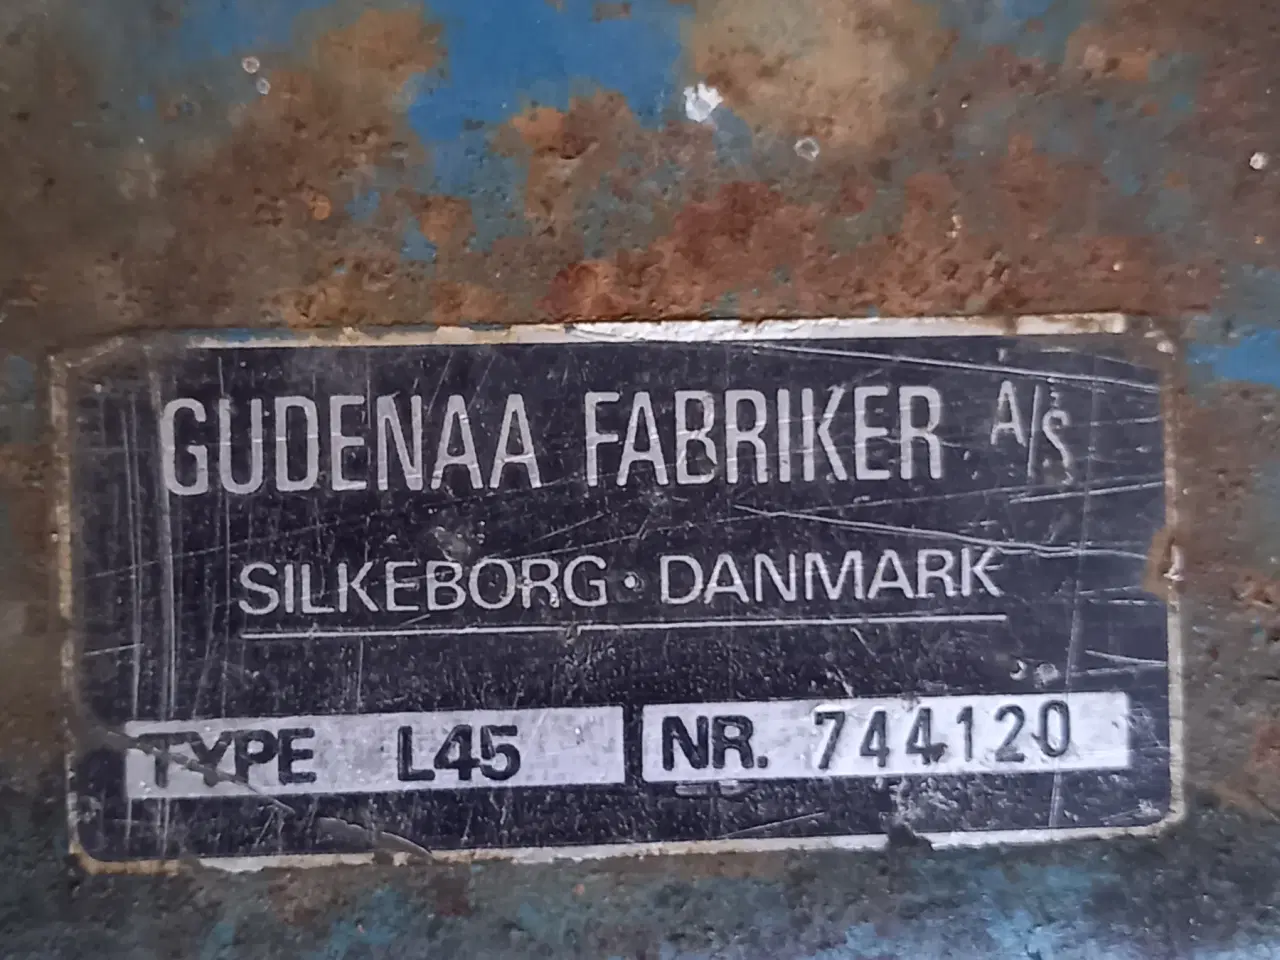 GUDENAA FABRIKER A/S
SILKEBORG · DANMARK
TYPE L45 NR. 744120